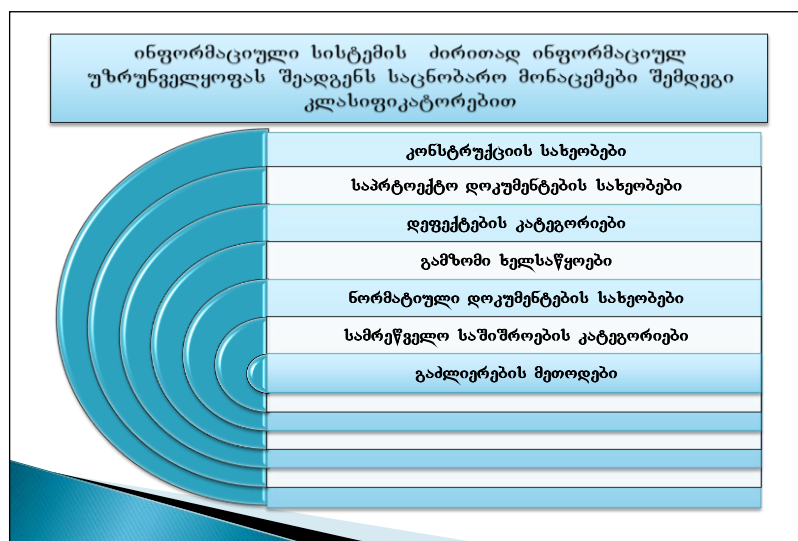 ინფორმაციული სისტემის ძირითად ინფორმაციულ
უზრუნველყოფას შეადგენს საცნობარო მონაცემები შემდეგი
კლასიფიკატორებით
კონსტრუქციის სახეობები
საპრტოექტო დოკუმენტების სახეობები
დეფექტების კატეგორიები
გამზომი ხელსაწყოები
ნორმატიული დოკუმენტების სახეობები
სამრეწველო საშიშროების კატეგორიები
გაძლიერების მეთოდები